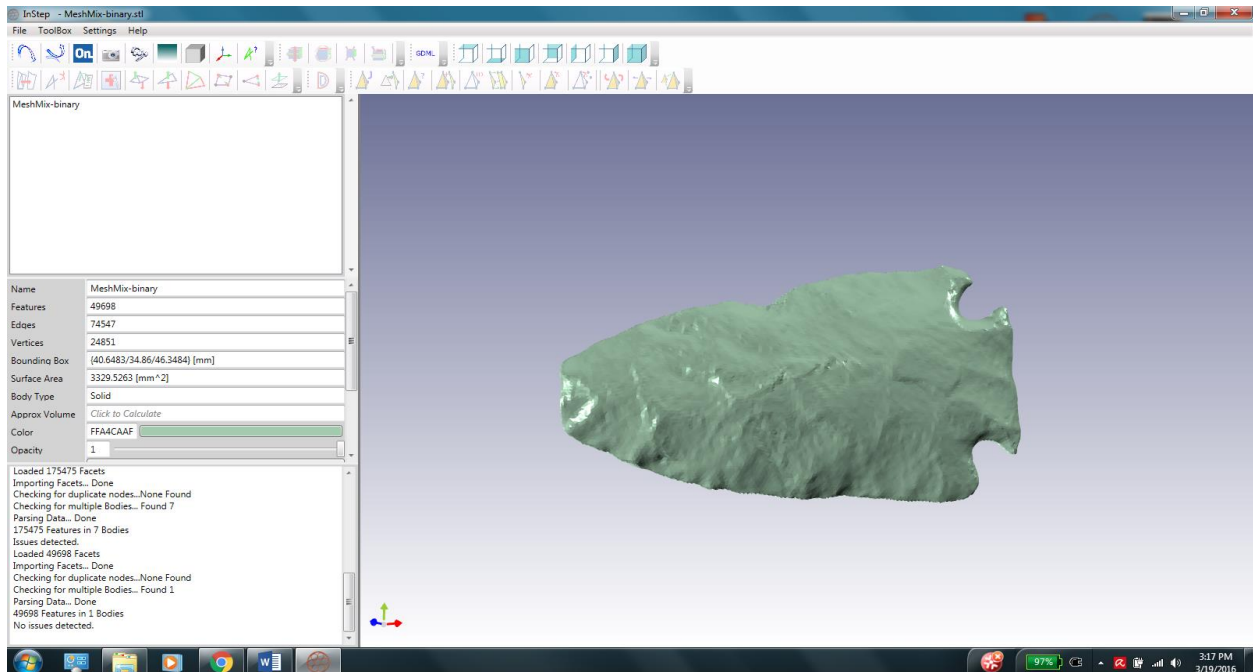 InStep - MeshMix-binary.stl
File ToolBox Settings Help
On
GDML
MeshMix-binary
Name MeshMix-binary
Features 49698
Edges 74547
Vertices 24851
Bounding Box (40.6483/34.86/46.3484) [mm]
Surface Area 3329.5263 [mm^2]
Body Type Solid
Approx Volume Click to Calculate
Color FFA4CAAF
Opacity 1
Loaded 175475 Facets
Importing Facets... Done
Checking for duplicate nodes...None Found
Checking for multiple Bodies... Found 7
Parsing Data... Done
175475 Features in 7 Bodies
Issues detected.
Loaded 49698 Facets
Importing Facets... Done
Checking for duplicate nodes...None Found
Checking for multiple Bodies... Found 1
Parsing Data... Done
49698 Features in 1 Bodies
No issues detected.
97%
3:17 PM
3/19/2016